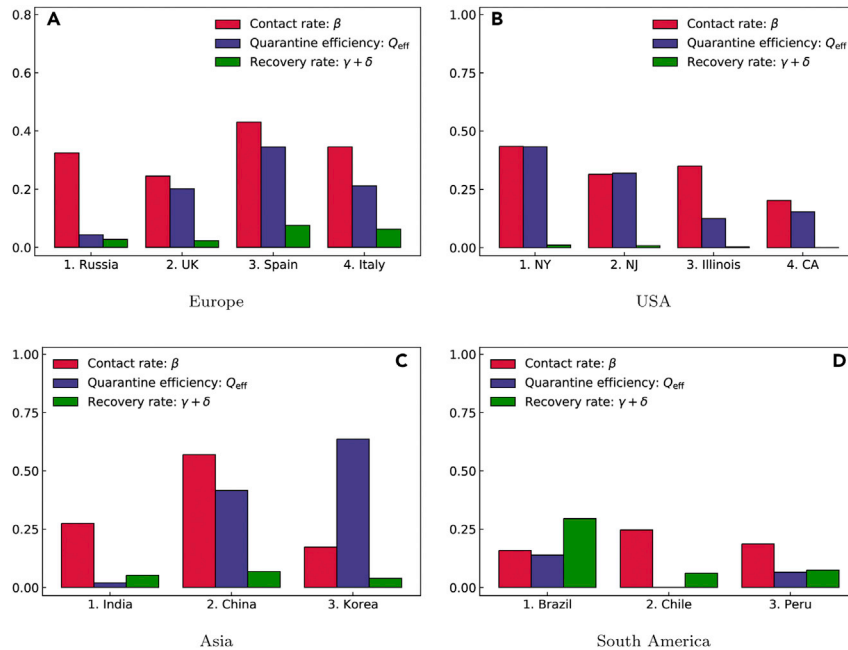 A
Contact rate: β
Quarantine efficiency: Q_eff
Recovery rate: γ + δ
0.8
0.6
0.4
0.2
0.0
1. Russia 2. UK 3. Spain 4. Italy
Europe
B
Contact rate: β
Quarantine efficiency: Q_eff
Recovery rate: γ + δ
1.00
0.75
0.50
0.25
0.00
1. NY 2. NJ 3. Illinois 4. CA
USA
C
Contact rate: β
Quarantine efficiency: Q_eff
Recovery rate: γ + δ
1.00
0.75
0.50
0.25
0.00
1. India 2. China 3. Korea
Asia
D
Contact rate: β
Quarantine efficiency: Q_eff
Recovery rate: γ + δ
1.00
0.75
0.50
0.25
0.00
1. Brazil 2. Chile 3. Peru
South America